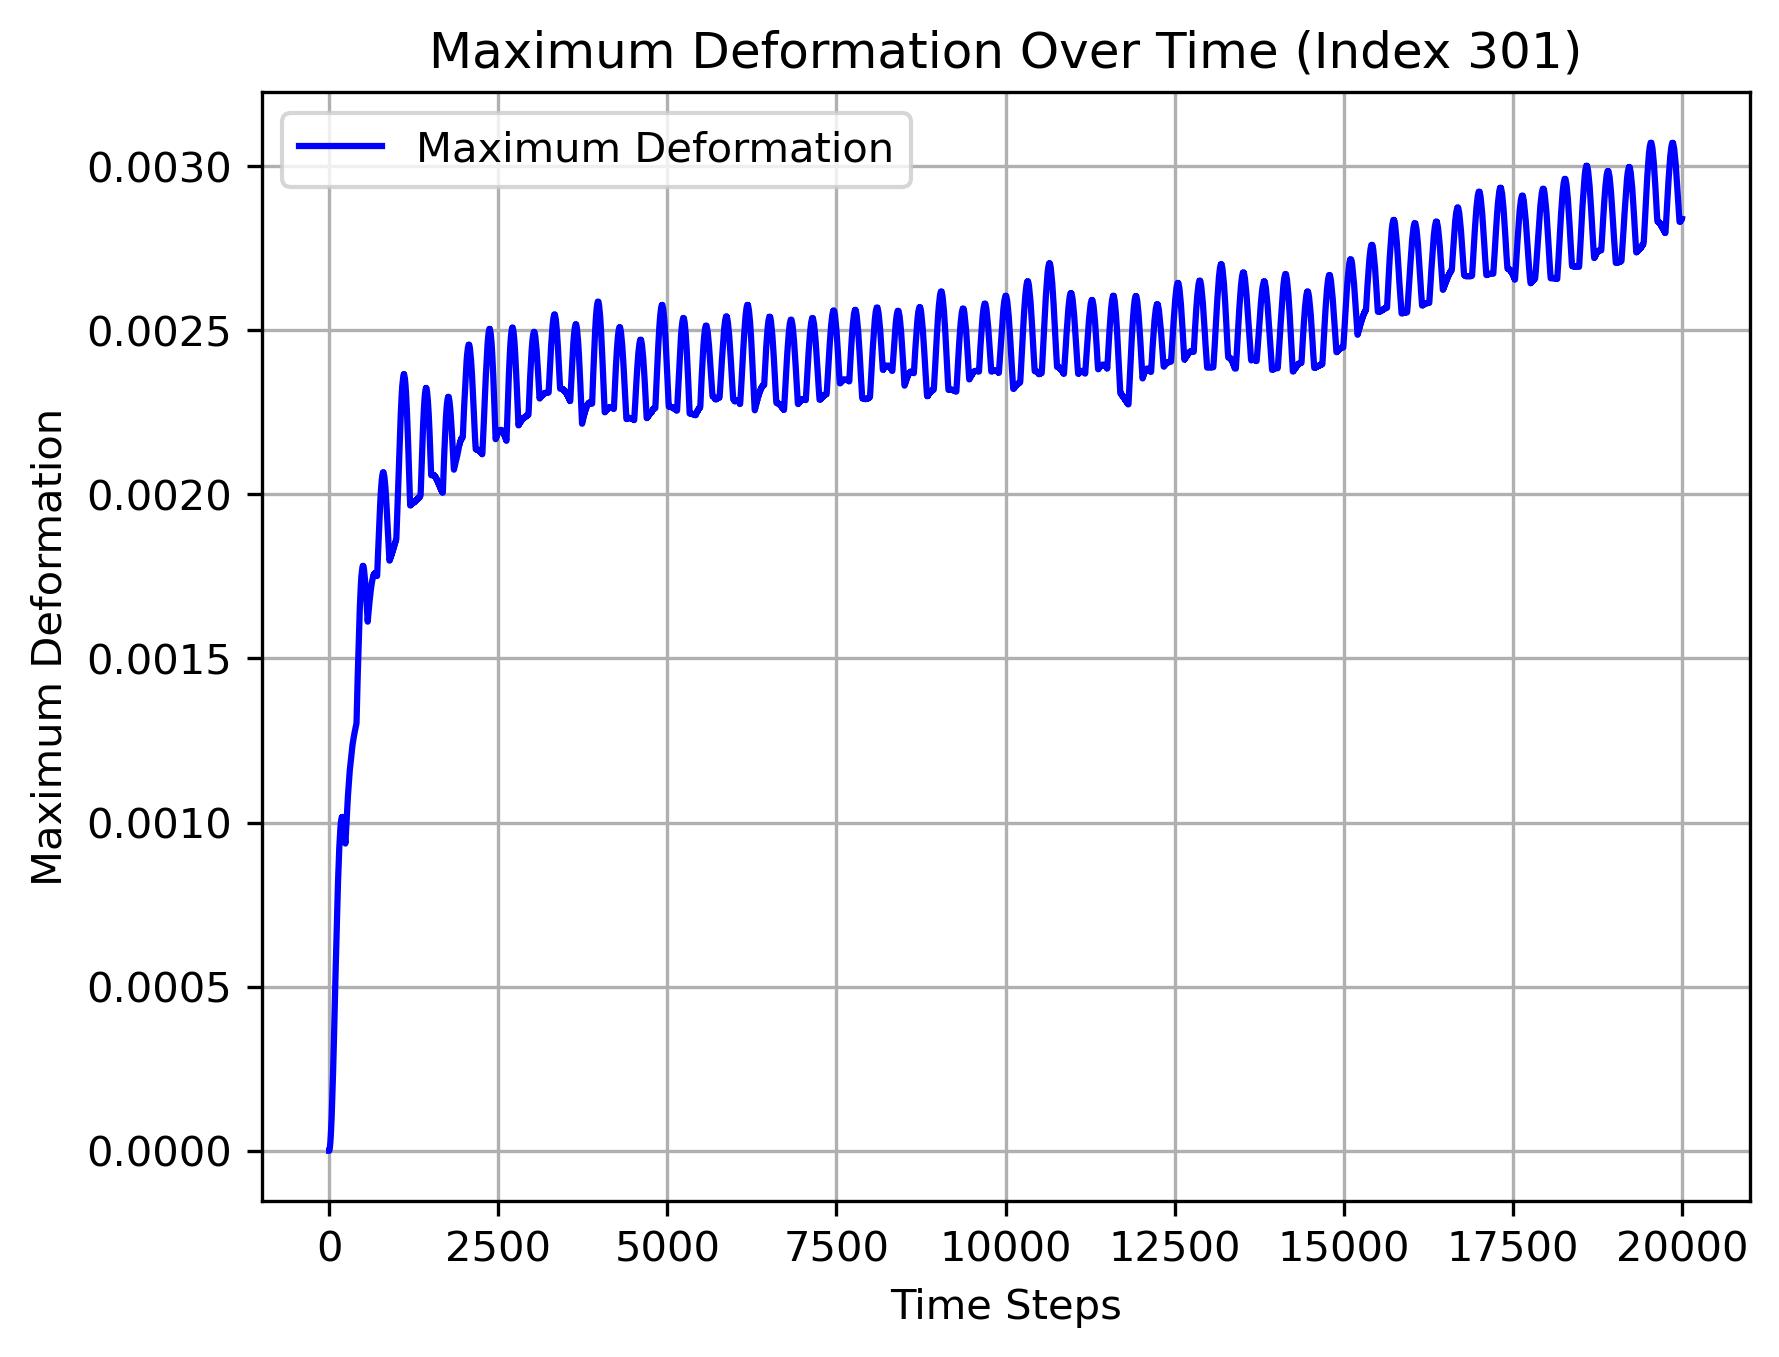 Maximum Deformation Over Time (Index 301)
Maximum Deformation
Maximum Deformation
0.0030
0.0025
0.0020
0.0015
0.0010
0.0005
0.0000
0 2500 5000 7500 10000 12500 15000 17500 20000
Time Steps